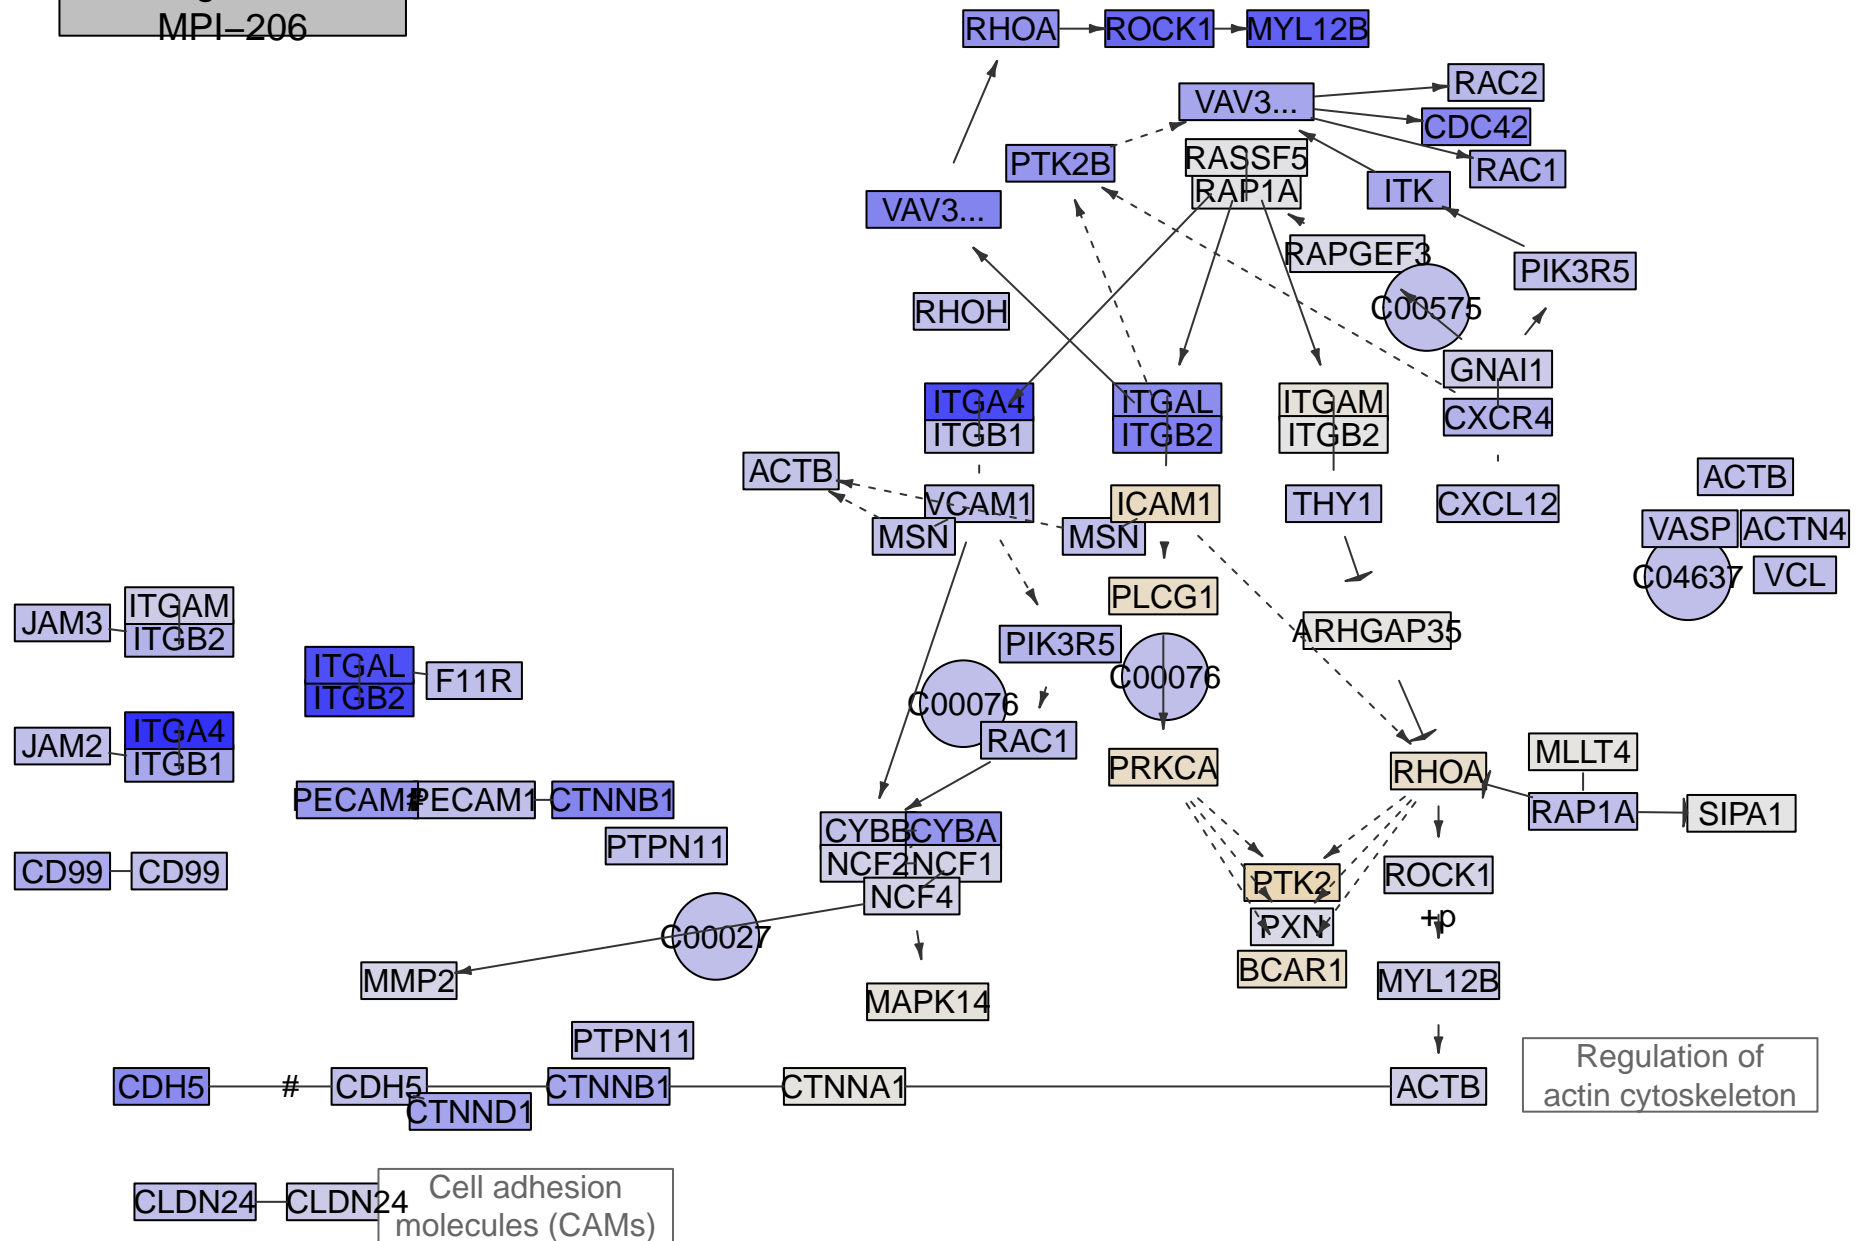 MPI–206
RHOA
ROCK1
MYL12B
RAC2
VAV3...
CDC42
RASSF5
PTK2B
RAC1
RAP1A
ITK
VAV3...
RAPGEF3
PIK3R5
RHOH
C00575
GNAI1
ITGA4
ITGAL
ITGAM
CXCR4
ITGB1
ITGB2
ITGB2
ACTB
ACTB
VCAM1
ICAM1
THY1
CXCL12
MSN
MSN
VASP
ACTN4
C04637
VCL
PLCG1
ITGAM
JAM3
ITGB2
ARHGAP35
PIK3R5
ITGAL
F11R
C00076
ITGB2
C00076
ITGA4
JAM2
RAC1
ITGB1
MLLT4
PRKCA
RHOA
PECAM1
PECAM1
CTNNB1
RAP1A
SIPA1
CYBB
CYBA
PTPN11
NCF2
NCF1
CD99
CD99
ROCK1
PTK2
NCF4
+p
PXN
C00027
BCAR1
MMP2
MYL12B
MAPK14
PTPN11
Regulation of
actin cytoskeleton
CDH5
#
CDH5
CTNNB1
CTNNA1
ACTB
CTNND1
CLDN24
CLDN24
Cell adhesion
molecules (CAMs)